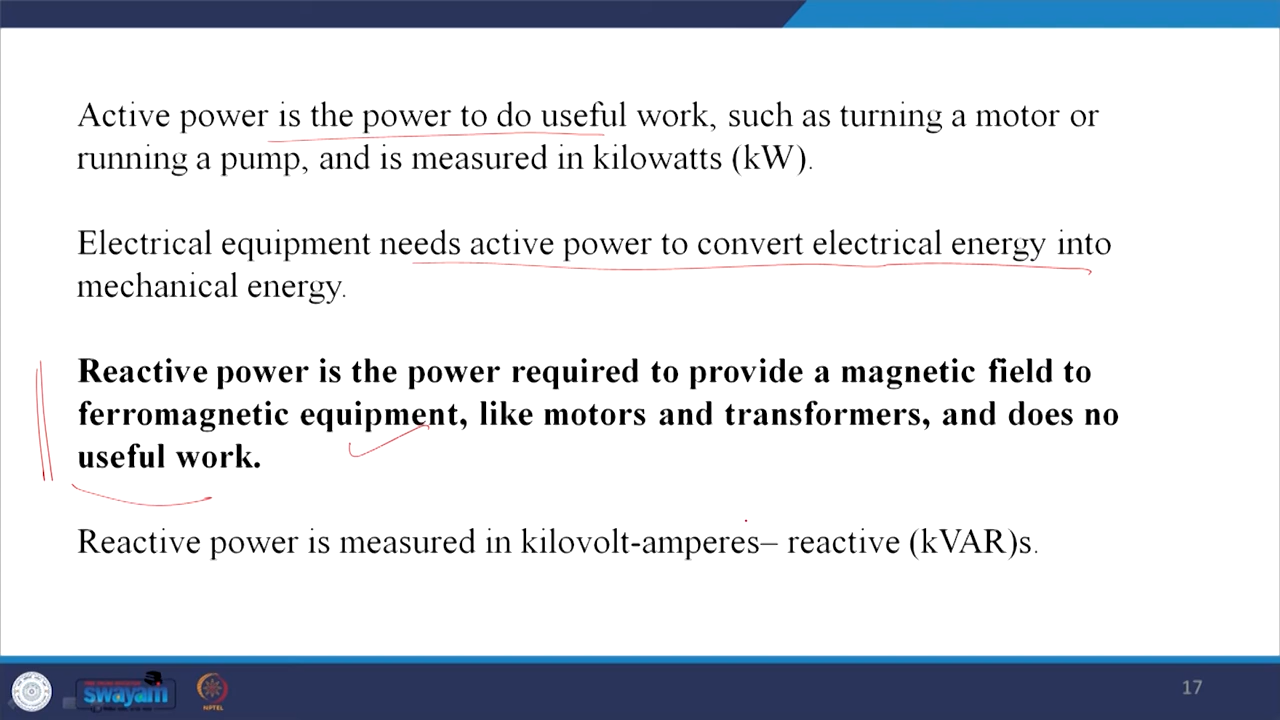 Active power is the power to do useful work, such as turning a motor or
running a pump, and is measured in kilowatts (kW).
Electrical equipment needs active power to convert electrical energy into
mechanical energy.
Reactive power is the power required to provide a magnetic field to
ferromagnetic equipment, like motors and transformers, and does no
useful work.
Reactive power is measured in kilovolt-amperes– reactive (kVAR)s.
swayam
NPTEL
17